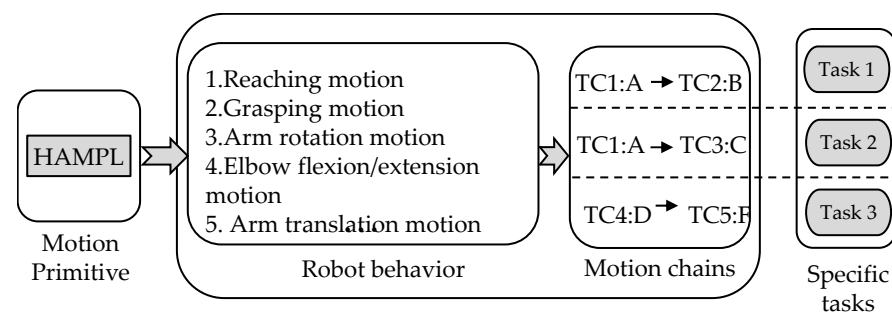 HAMPL
Motion
Primitive
1.Reaching motion
2.Grasping motion
3.Arm rotation motion
4.Elbow flexion/extension
motion
5. Arm translation motion
...
Robot behavior
TC1:A → TC2:B
TC1:A → TC3:C
TC4:D → TC5:F
Motion chains
Task 1
Task 2
Task 3
Specific
tasks